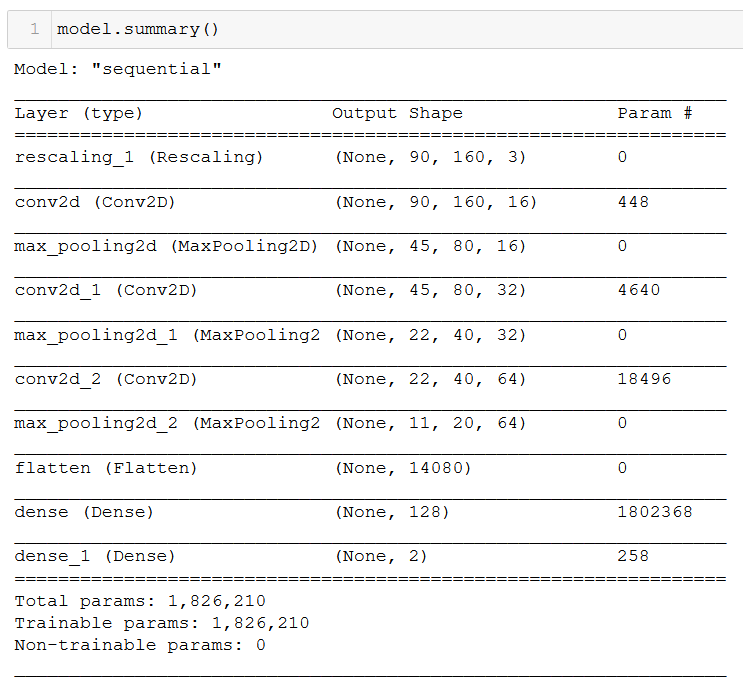 1 model.summary()
Model: "sequential"
Layer (type) Output Shape Param #
rescaling_1 (Rescaling) (None, 90, 160, 3) 0
conv2d (Conv2D) (None, 90, 160, 16) 448
max_pooling2d (MaxPooling2D) (None, 45, 80, 16) 0
conv2d_1 (Conv2D) (None, 45, 80, 32) 4640
max_pooling2d_1 (MaxPooling2 (None, 22, 40, 32) 0
conv2d_2 (Conv2D) (None, 22, 40, 64) 18496
max_pooling2d_2 (MaxPooling2 (None, 11, 20, 64) 0
flatten (Flatten) (None, 14080) 0
dense (Dense) (None, 128) 1802368
dense_1 (Dense) (None, 2) 258
Total params: 1,826,210
Trainable params: 1,826,210
Non-trainable params: 0